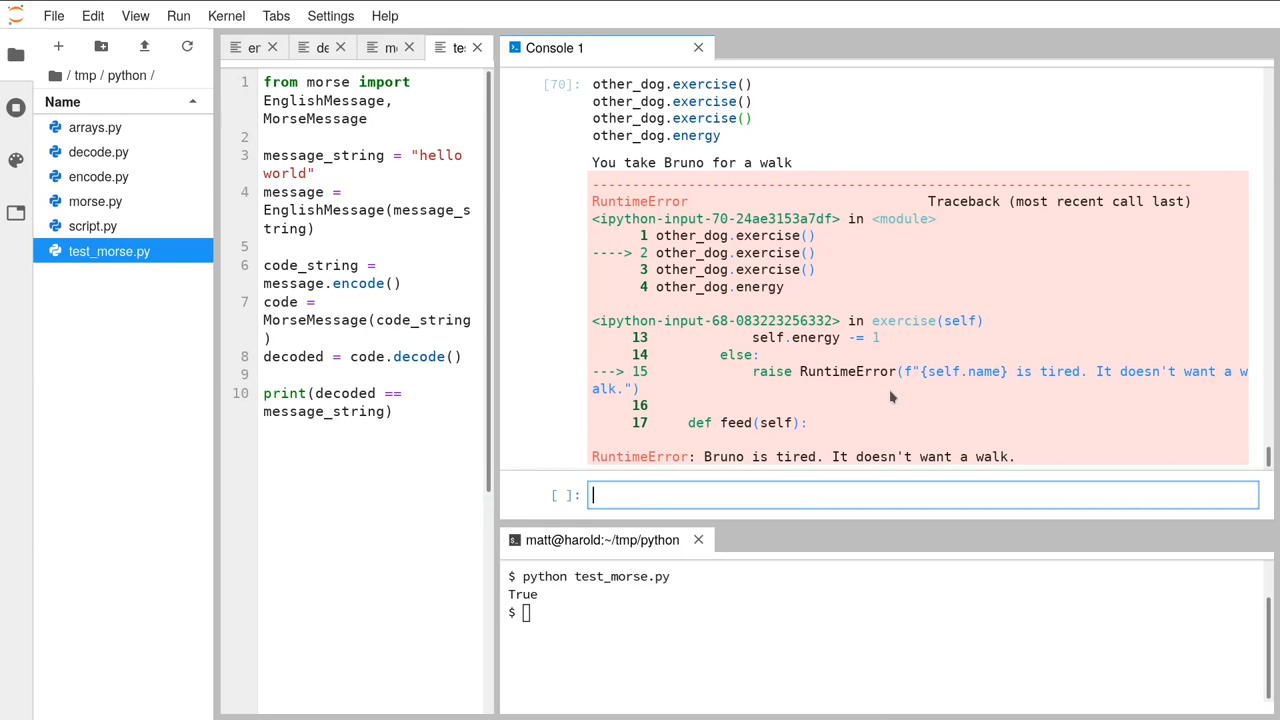 File Edit View Run Kernel Tabs Settings Help
/ tmp / python /
Name
arrays.py
decode.py
encode.py
morse.py
script.py
test_morse.py
er
de
m
te
1 from morse import
EnglishMessage,
MorseMessage
2
3 message_string = "hello
world"
4 message =
EnglishMessage(message_s
tring)
5
6 code_string =
message.encode()
7 code =
MorseMessage(code_string
)
8 decoded = code.decode()
9
10 print(decoded ==
message_string)
Console 1
[70]: other_dog.exercise()
other_dog.exercise()
other_dog.exercise()
other_dog.energy
You take Bruno for a walk
---------------------------------------------------------------------------
RuntimeError Traceback (most recent call last)
<ipython-input-70-24ae3153a7df> in <module>
1 other_dog.exercise()
----> 2 other_dog.exercise()
3 other_dog.exercise()
4 other_dog.energy
<ipython-input-68-083223256332> in exercise(self)
13 self.energy -= 1
14 else:
---> 15 raise RuntimeError(f"{self.name} is tired. It doesn't want a w
alk.")
16
17 def feed(self):
RuntimeError: Bruno is tired. It doesn't want a walk.
[ ]:
matt@harold:~/tmp/python
$ python test_morse.py
True
$